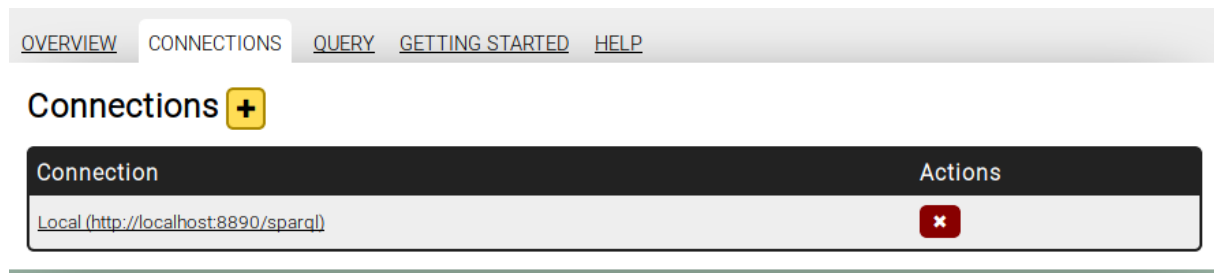 OVERVIEW CONNECTIONS QUERY GETTING STARTED HELP
Connections +
Connection Actions
Local (http://localhost:8890/sparql)